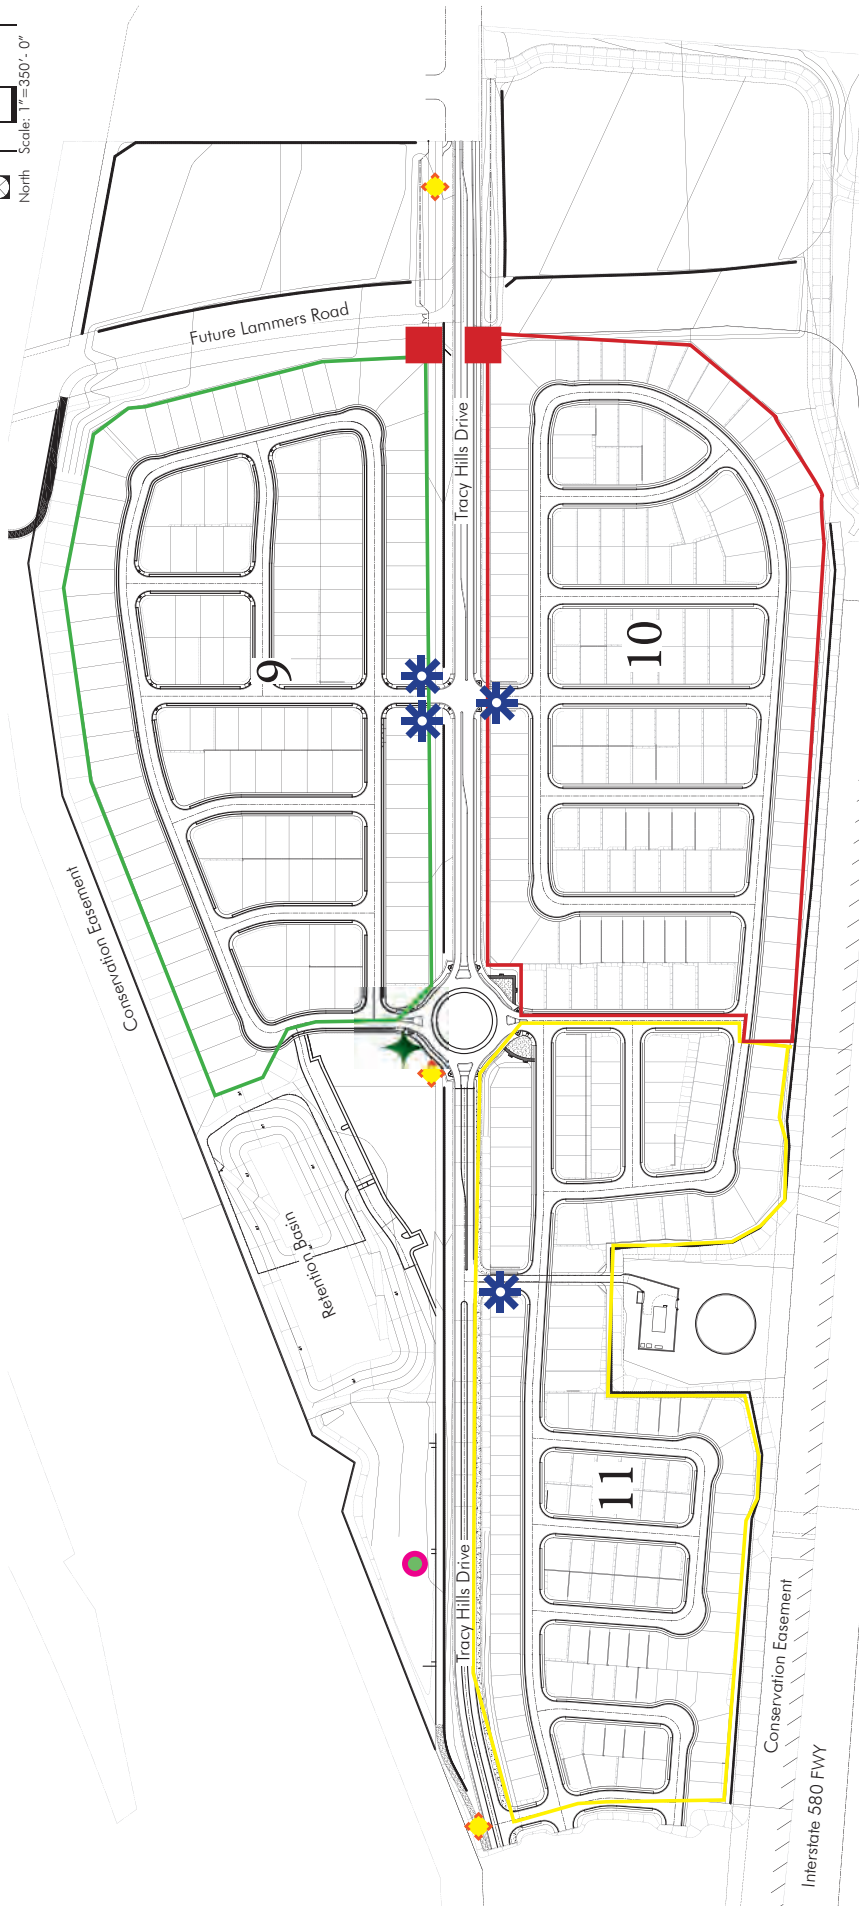 North
Scale: 1"=350'- 0"
Future Lammers Road
Tracy Hills Drive
9
10
Conservation Easement
Retention Basin
11
Tracy Hills Drive
Conservation Easement
Interstate 580 FWY